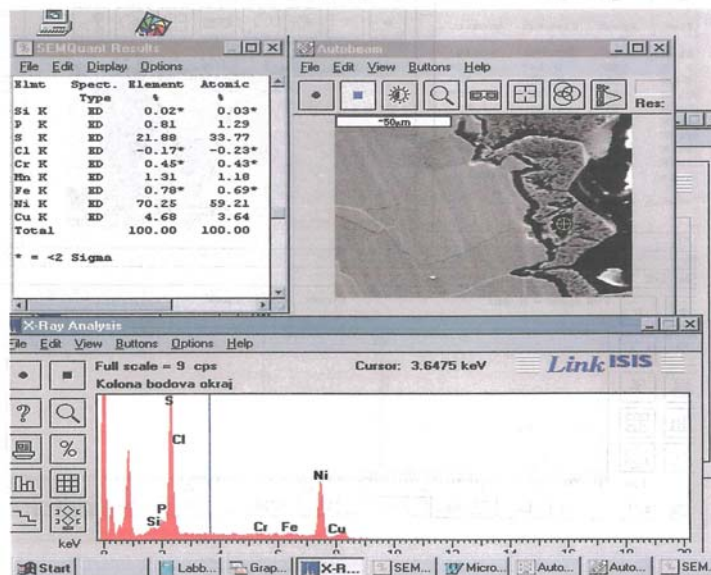 SEMQuant Results
File Edit Display Options
Elmt Spect. Element Atomic
Type % %
Si K ED 0.02* 0.03*
P K ED 0.81 1.29
S K ED 21.88 33.77
Cl K ED -0.17* -0.23*
Cr K ED 0.45* 0.43*
Mn K ED 1.31 1.18
Fe K ED 0.78* 0.69*
Ni K ED 70.25 59.21
Cu K ED 4.68 3.64
Total 100.00 100.00
* = <2 Sigma
Autobeam
File Edit View Buttons Help
Res:
~50µm
X-Ray Analysis
File Edit View Buttons Options Help
Full scale = 9 cps Cursor: 3.6475 keV Link ISIS
Kolona bodova okraj
S
Cl
Ni
P
Si Cr Fe Cu
0 2 4 6 8 10 12 14 16 18 20
keV
Start Labb... Grap... X-R... SEM... Micro... Auto... Auto... SEM...